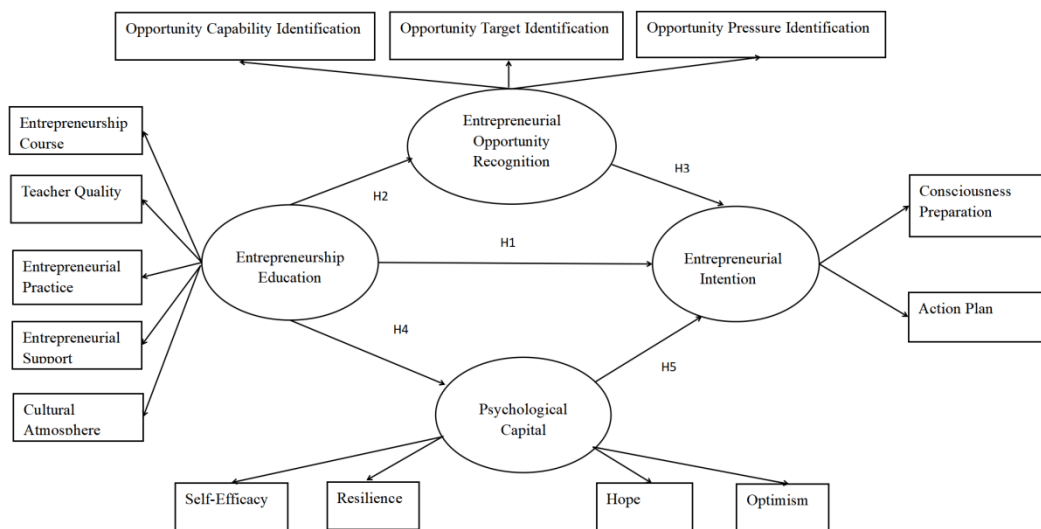 Opportunity Capability Identification
Opportunity Target Identification
Opportunity Pressure Identification
Entrepreneurship
Course
Teacher Quality
Entrepreneurial
Practice
Entrepreneurial
Support
Cultural
Atmosphere
Entrepreneurial
Opportunity
Recognition
H2
H3
Entrepreneurship
Education
H1
Entrepreneurial
Intention
Consciousness
Preparation
Action Plan
H4
H5
Psychological
Capital
Self-Efficacy
Resilience
Hope
Optimism